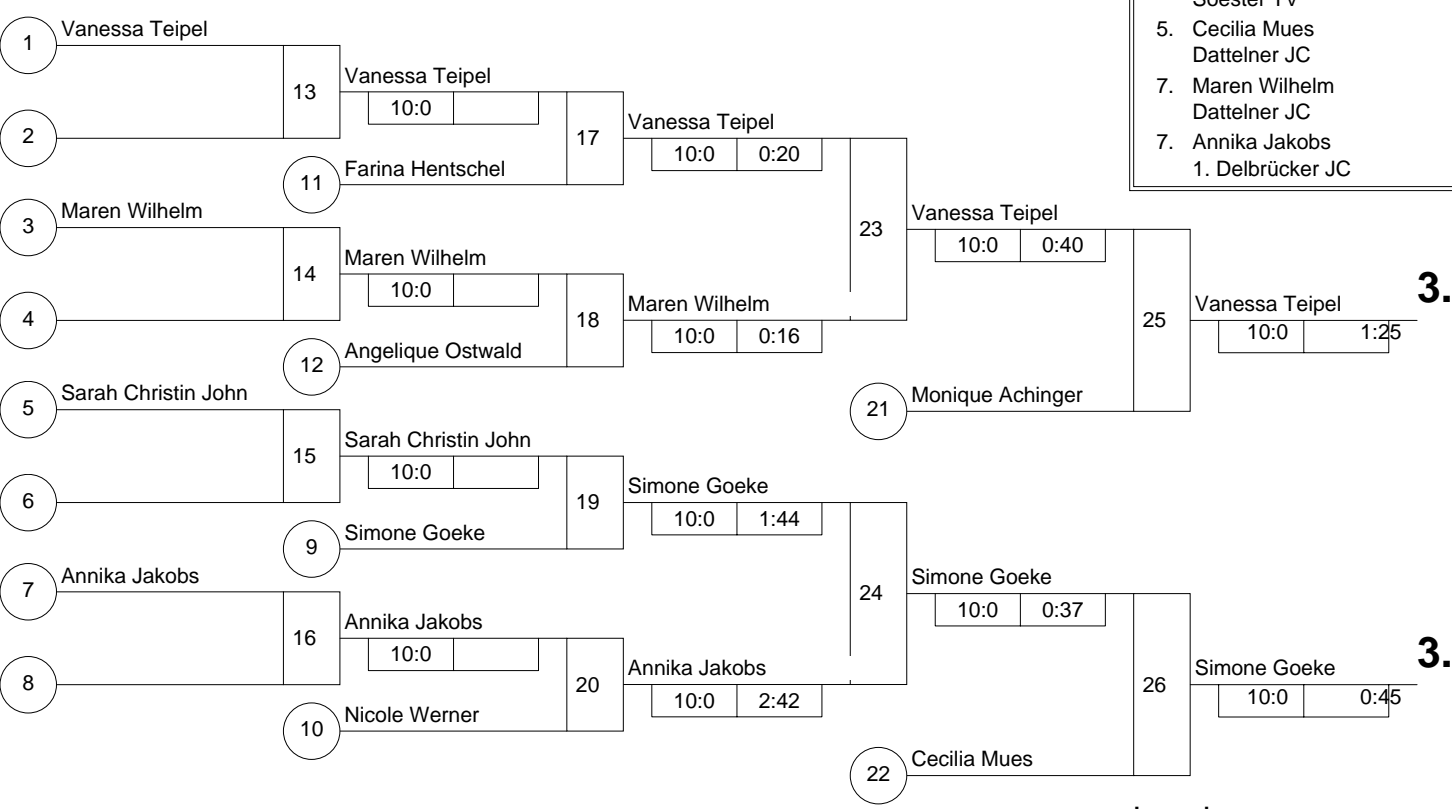 Soester TV
5. Cecilia Mues
Dattelner JC
7. Maren Wilhelm
Dattelner JC
7. Annika Jakobs
1. Delbrücker JC
1 Vanessa Teipel
2
13 Vanessa Teipel
10:0
11 Farina Hentschel
17 Vanessa Teipel
10:0 0:20
3 Maren Wilhelm
4
14 Maren Wilhelm
10:0
12 Angelique Ostwald
18 Maren Wilhelm
10:0 0:16
23 Vanessa Teipel
10:0 0:40
21 Monique Achinger
25 Vanessa Teipel
10:0 1:25
3.
5 Sarah Christin John
6
15 Sarah Christin John
10:0
9 Simone Goeke
19 Simone Goeke
10:0 1:44
7 Annika Jakobs
8
16 Annika Jakobs
10:0
10 Nicole Werner
20 Annika Jakobs
10:0 2:42
24 Simone Goeke
10:0 0:37
22 Cecilia Mues
26 Simone Goeke
10:0 0:45
3.